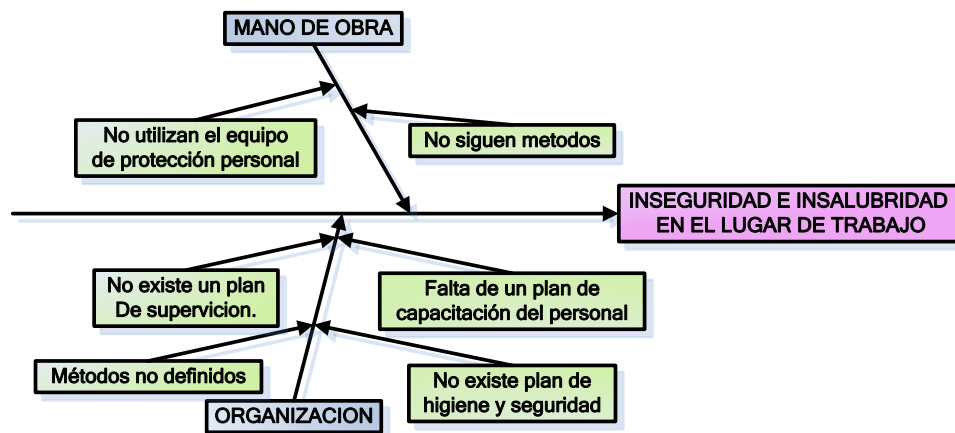 MANO DE OBRA
No utilizan el equipo
de protección personal
No siguen metodos
INSEGURIDAD E INSALUBRIDAD
EN EL LUGAR DE TRABAJO
No existe un plan
De supervicion.
Falta de un plan de
capacitación del personal
Métodos no definidos
No existe plan de
higiene y seguridad
ORGANIZACION